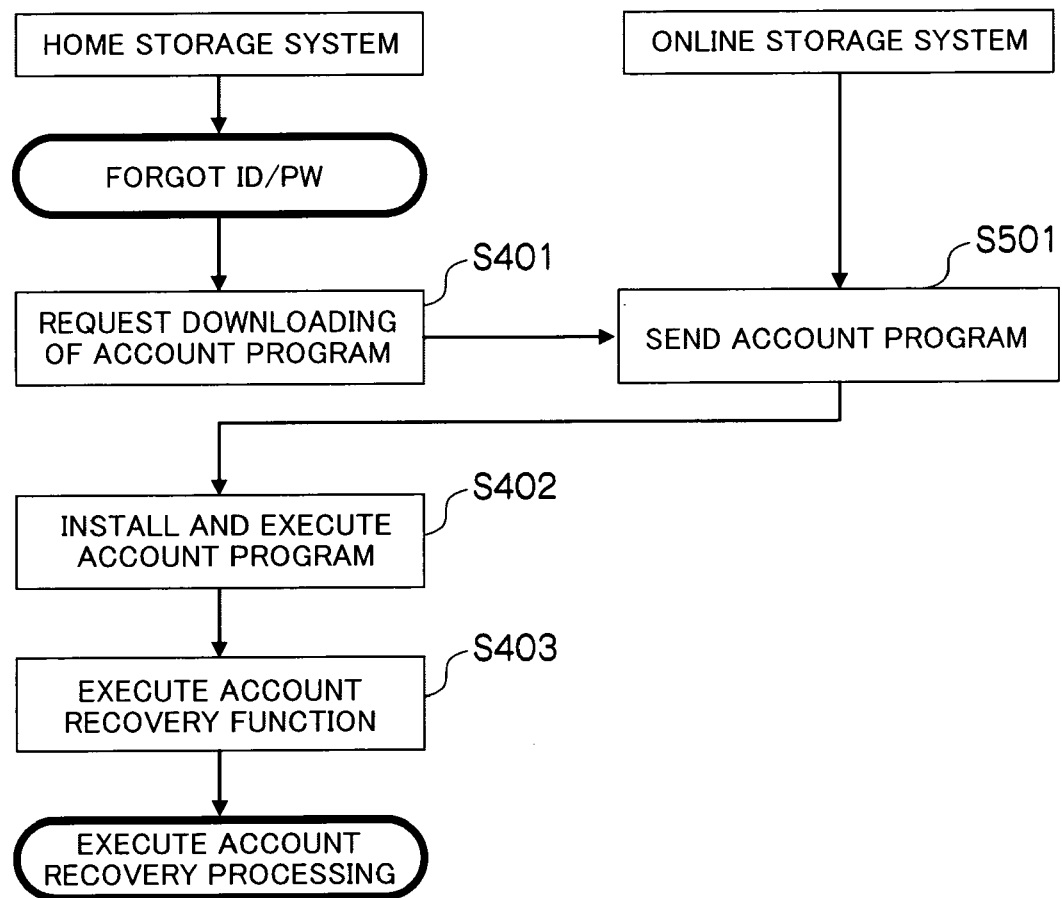 HOME STORAGE SYSTEM
ONLINE STORAGE SYSTEM
FORGOT ID/PW
S401
S501
REQUEST DOWNLOADING
OF ACCOUNT PROGRAM
SEND ACCOUNT PROGRAM
S402
INSTALL AND EXECUTE
ACCOUNT PROGRAM
S403
EXECUTE ACCOUNT
RECOVERY FUNCTION
EXECUTE ACCOUNT
RECOVERY PROCESSING